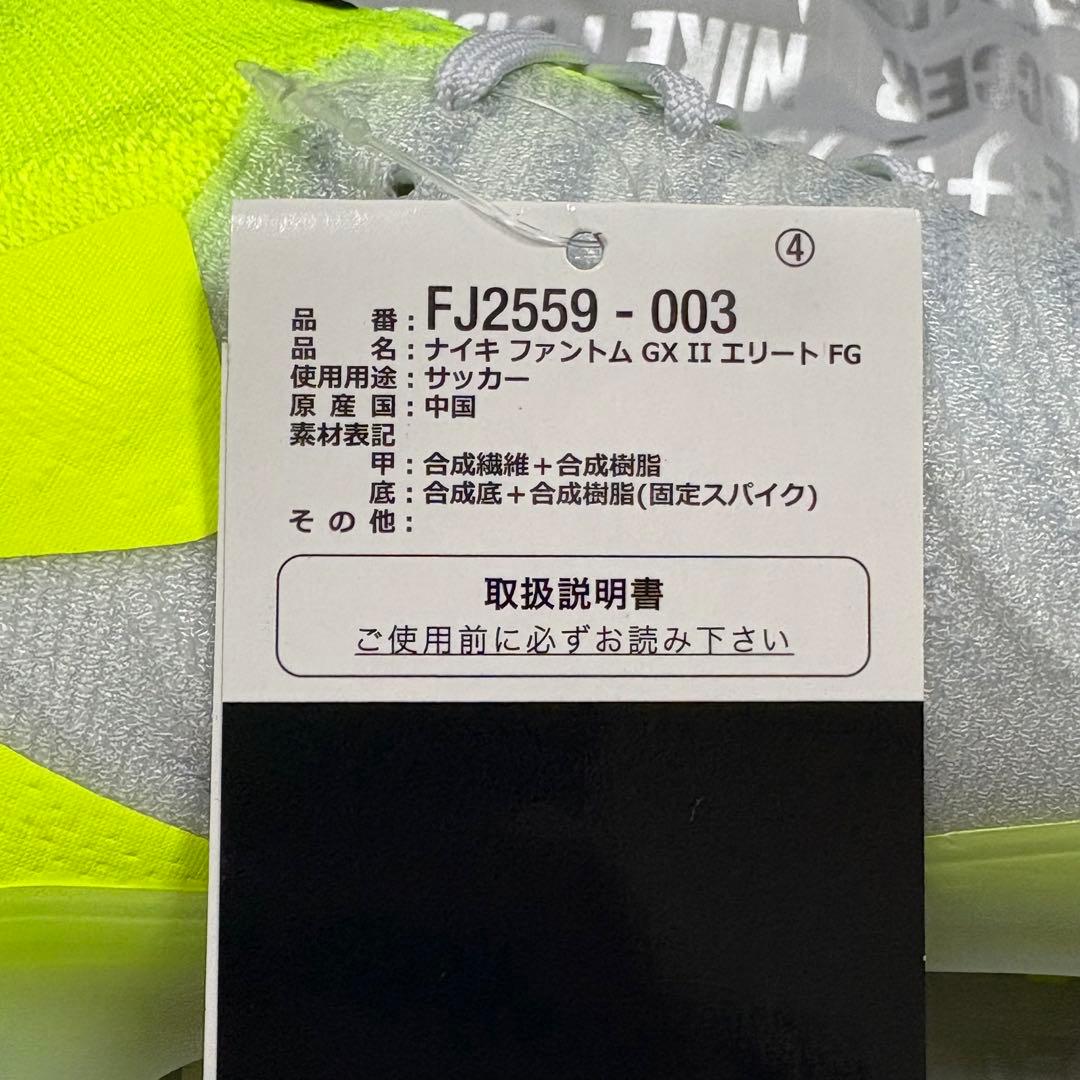 NIKE
④
品番：FJ2559 - 003
品名：ナイキ ファントム GX II エリート FG
使用用途：サッカー
原産国：中国
素材表記
甲：合成繊維＋合成樹脂
底：合成底＋合成樹脂(固定スパイク)
その他：
取扱説明書
ご使用前に必ずお読み下さい